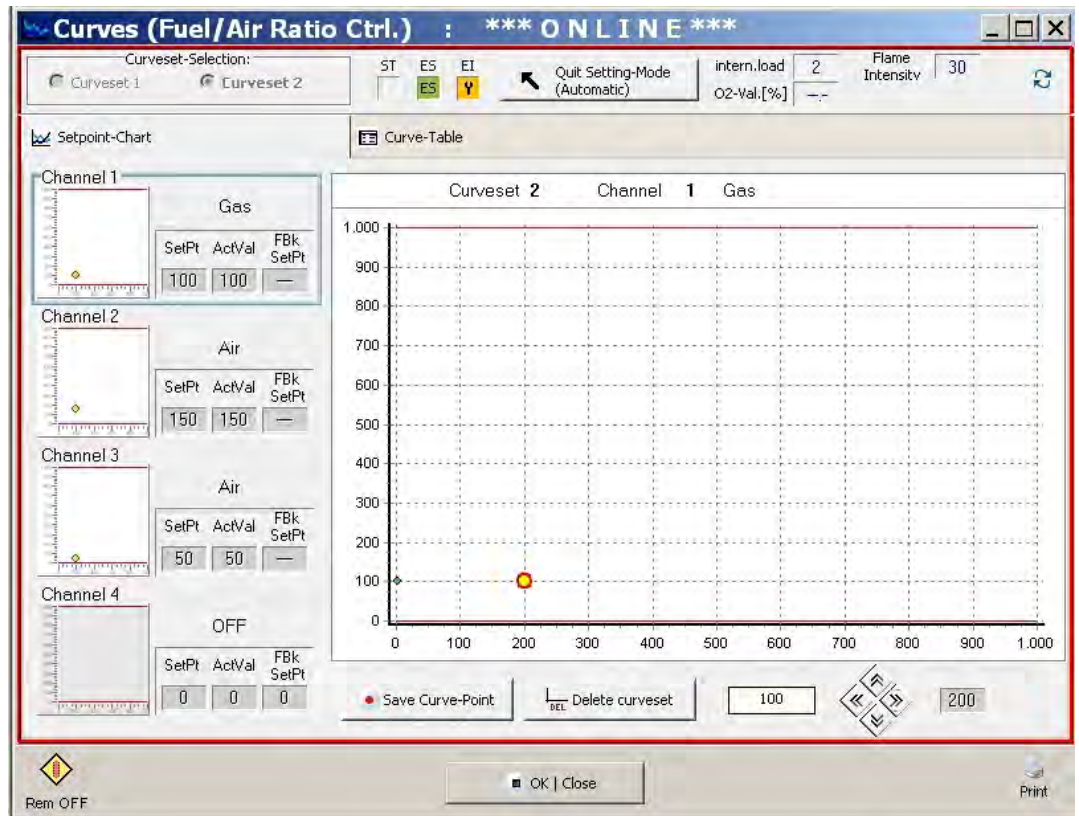 Curves (Fuel/Air Ratio Ctrl.) : *** O N L I N E ***
Curveset-Selection:
Curveset 1 Curveset 2
ST ES EI
ES
Quit Setting-Mode
(Automatic)
intern.load 2
O2-Val.[%] --.-
Flame
Intensity 30
Setpoint-Chart
Curve-Table
Channel 1
Gas
SetPt ActVal FBk
SetPt
100 100 ---
Channel 2
Air
SetPt ActVal FBk
SetPt
150 150 ---
Channel 3
Air
SetPt ActVal FBk
SetPt
50 50 ---
Channel 4
OFF
SetPt ActVal FBk
SetPt
0 0 0
Curveset 2 Channel 1 Gas
1.000
900
800
700
600
500
400
300
200
100
0
0 100 200 300 400 500 600 700 800 900 1.000
Save Curve-Point
DEL Delete curveset
100
200
Rem OFF
OK | Close
Print